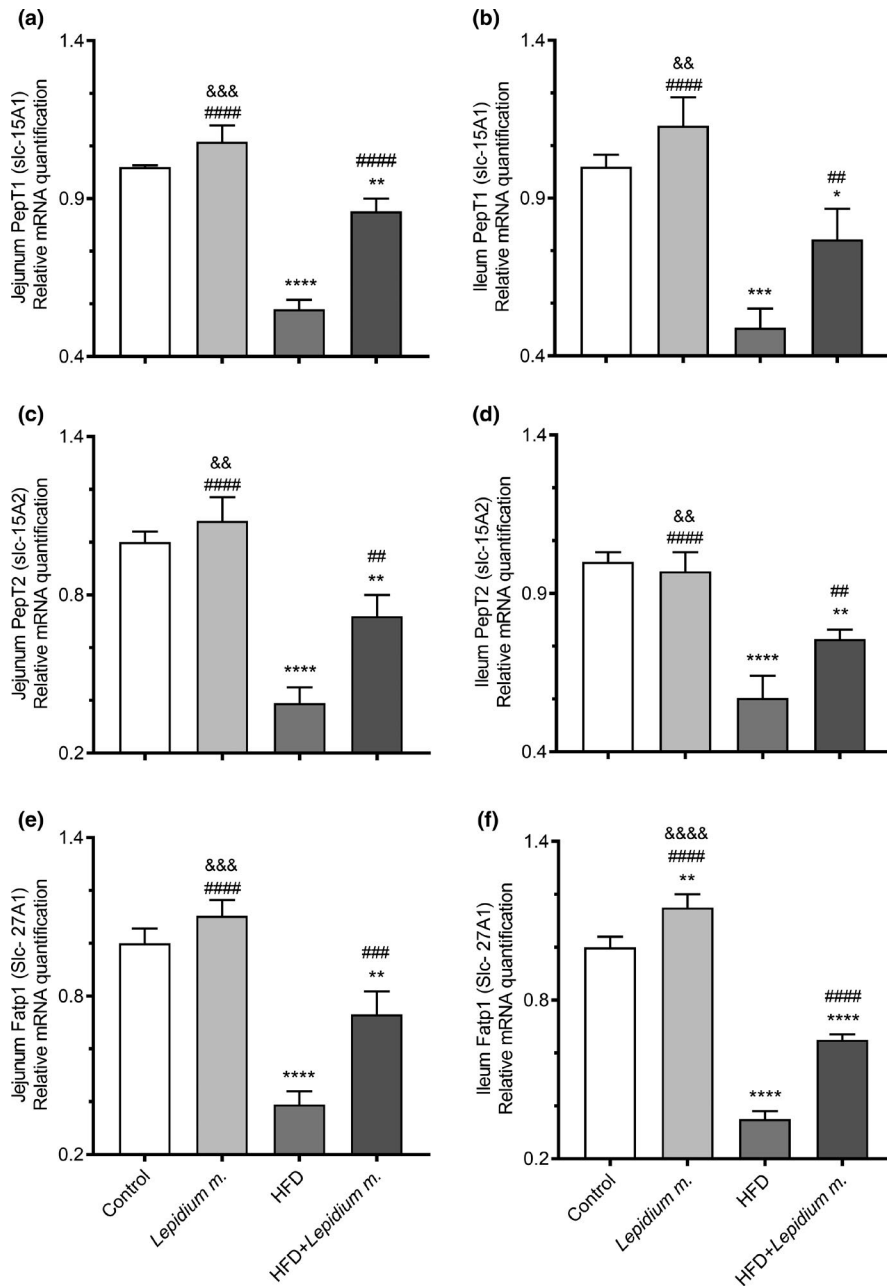 (a)
Jejunum PepT1 (slc-15A1)
Relative mRNA quantification
1.4
0.9
0.4
&&&
####
****
####
**
(b)
Ileum PepT1 (slc-15A1)
Relative mRNA quantification
1.4
0.9
0.4
&&
####
***
##
*
(c)
Jejunum PepT2 (slc-15A2)
Relative mRNA quantification
1.4
0.8
0.2
&&
####
****
##
**
(d)
Ileum PepT2 (slc-15A2)
Relative mRNA quantification
1.4
0.9
0.4
&&
####
****
##
**
(e)
Jejunum Fatp1 (Slc- 27A1)
Relative mRNA quantification
1.4
0.8
0.2
&&&
####
****
###
**
Control
Lepidium m.
HFD
HFD+Lepidium m.
(f)
Ileum Fatp1 (Slc- 27A1)
Relative mRNA quantification
1.4
0.8
0.2
&&&&
####
**
****
####
****
Control
Lepidium m.
HFD
HFD+Lepidium m.